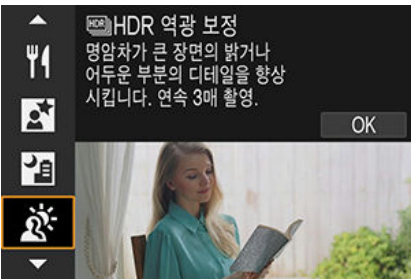 HDR HDR 역광 보정
명암차가 큰 장면의 밝거나
어두운 부분의 디테일을 향상
시킵니다. 연속 3매 촬영.
OK